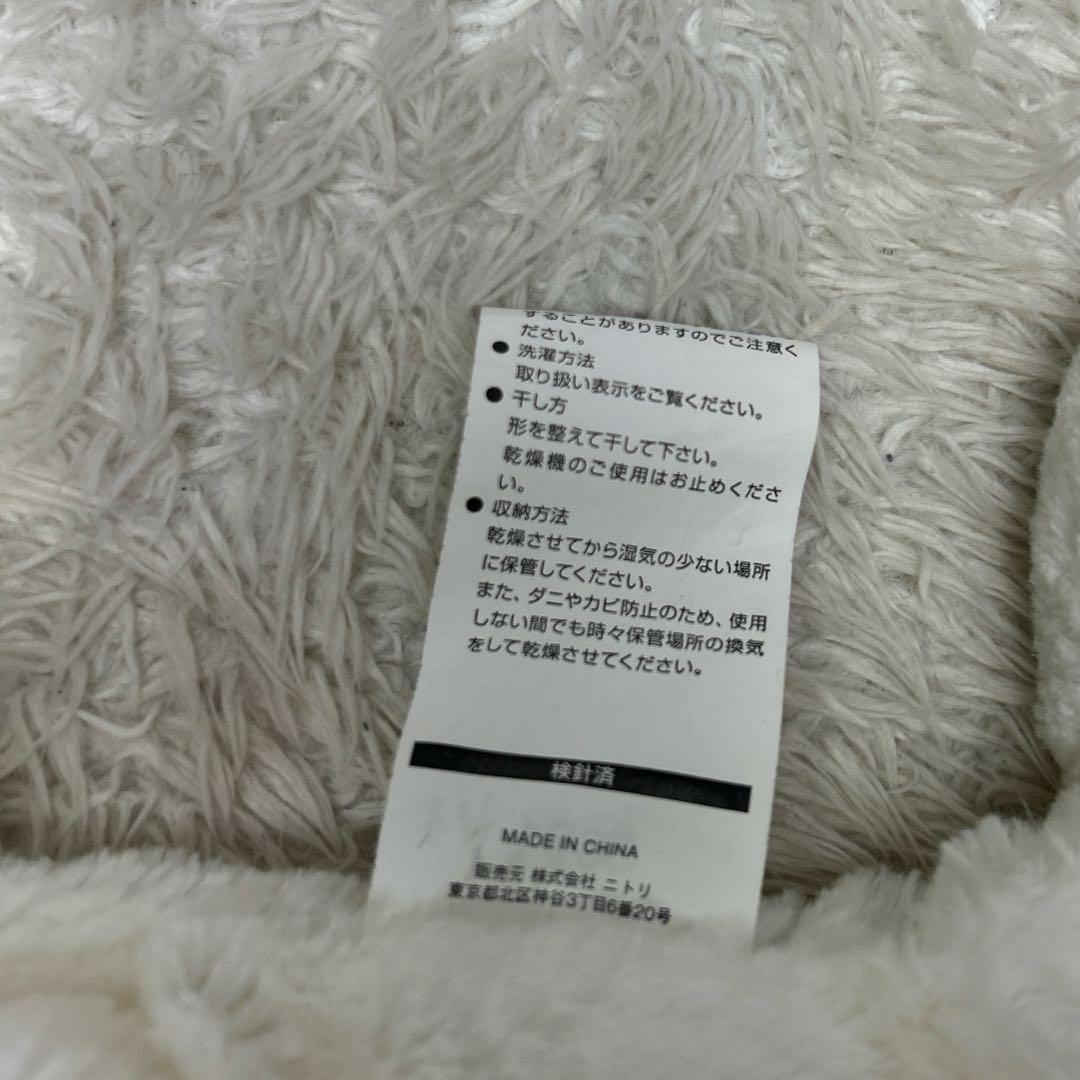 することがありますのでご注意く
ださい。
● 洗濯方法
取り扱い表示をご覧ください。
● 干し方
形を整えて干して下さい。
乾燥機のご使用はお止めくださ
い。
● 収納方法
乾燥させてから湿気の少ない場所
に保管してください。
また、ダニやカビ防止のため、使用
しない間でも時々保管場所の換気
をして乾燥させてください。
検針済
MADE IN CHINA
販売元 株式会社 ニトリ
東京都北区神谷3丁目6番20号